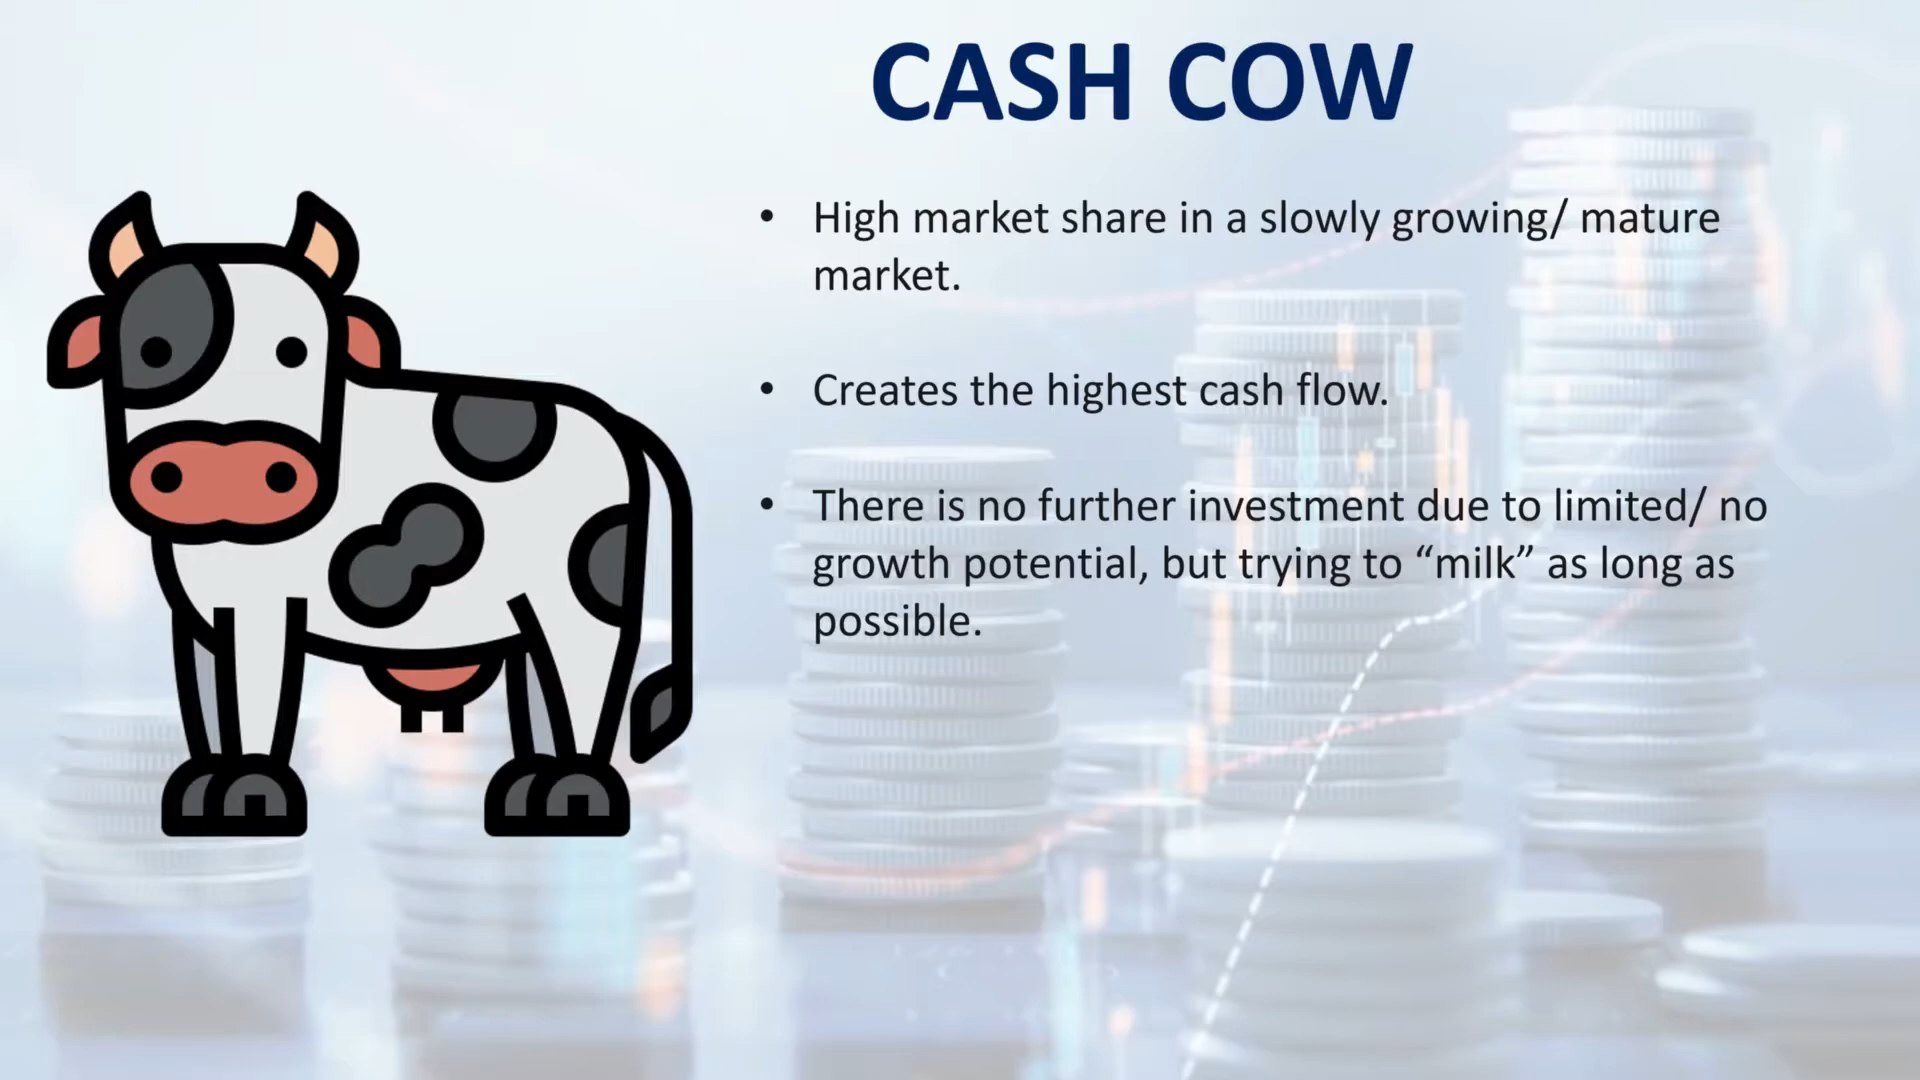 CASH COW
• High market share in a slowly growing/ mature
market.
• Creates the highest cash flow.
• There is no further investment due to limited/ no
growth potential, but trying to “milk” as long as
possible.